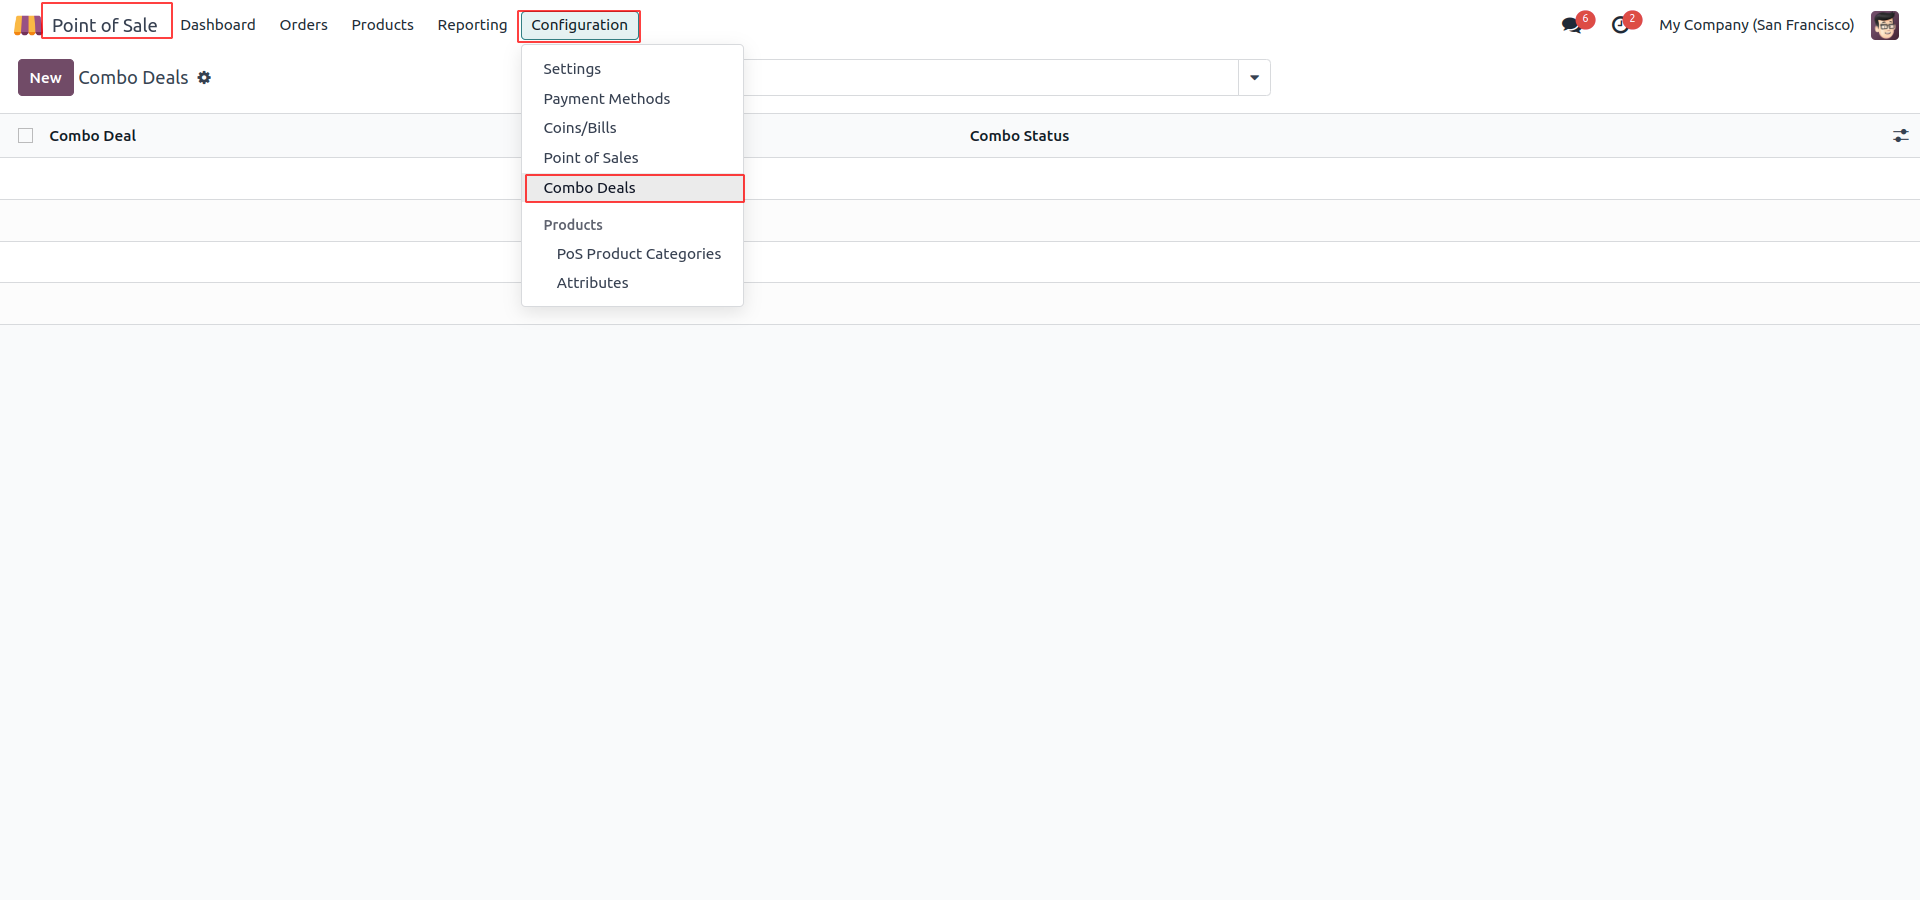 Point of Sale Dashboard Orders Products Reporting Configuration 6 2 My Company (San Francisco)
New Combo Deals
Settings
Payment Methods
Coins/Bills
Point of Sales
Combo Deals
Products
PoS Product Categories
Attributes
Combo Deal Combo Status